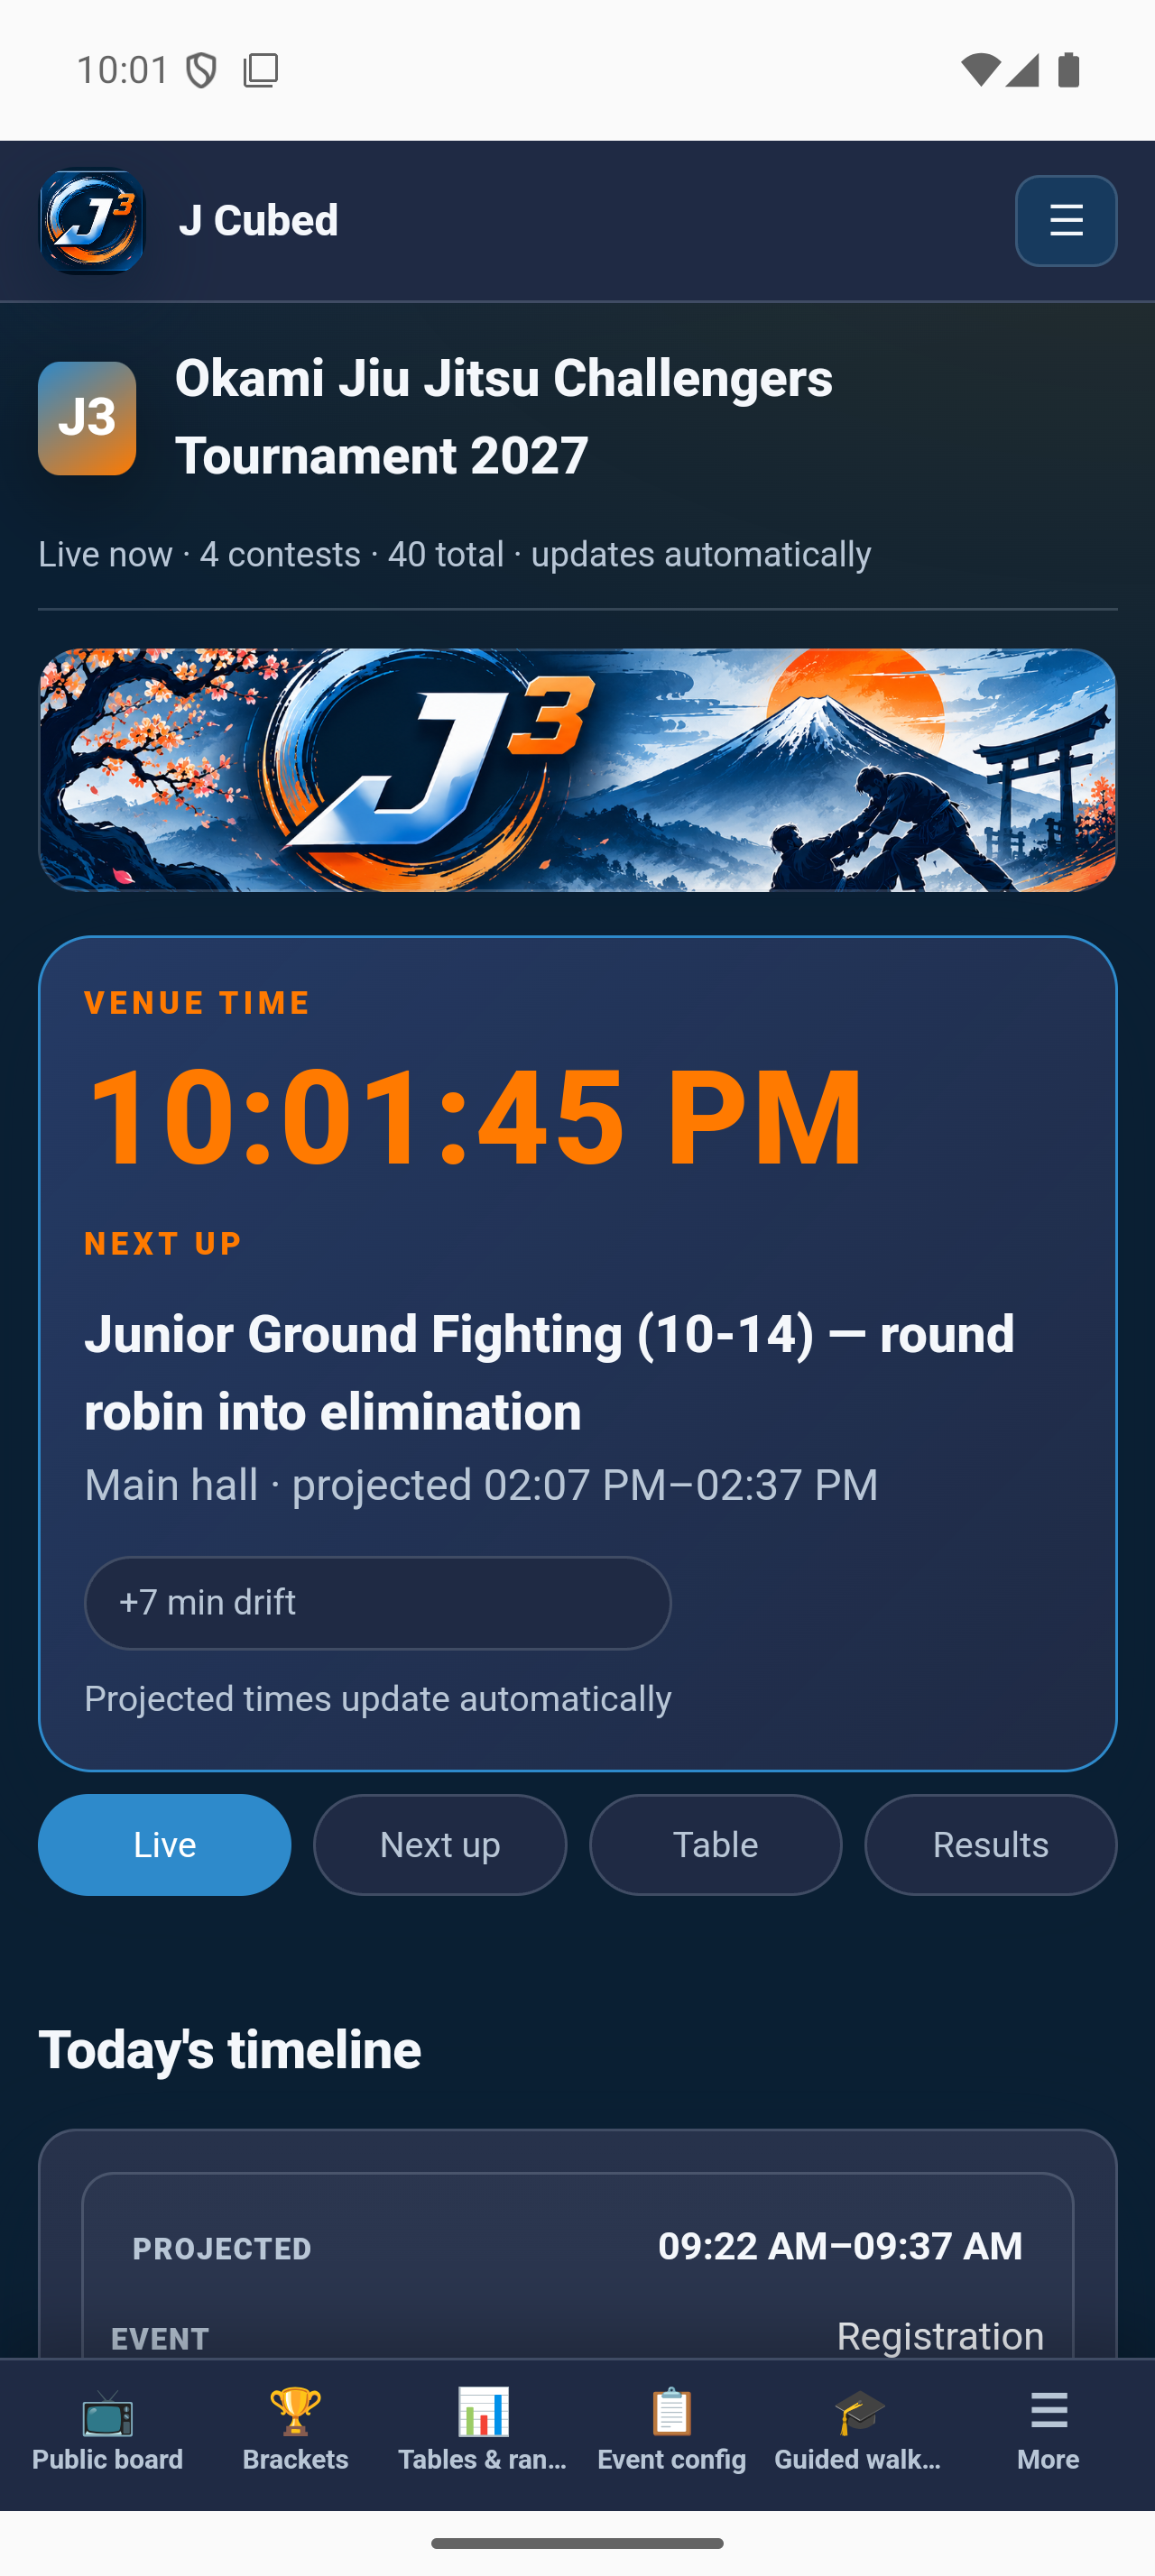 10:01
J3
J Cubed
☰
J3
Okami Jiu Jitsu Challengers
Tournament 2027
Live now · 4 contests · 40 total · updates automatically
J3
VENUE TIME
10:01:45 PM
NEXT UP
Junior Ground Fighting (10-14) — round
robin into elimination
Main hall · projected 02:07 PM–02:37 PM
+7 min drift
Projected times update automatically
Live
Next up
Table
Results
Today's timeline
PROJECTED
09:22 AM–09:37 AM
EVENT
Registration
Public board
Brackets
Tables & ran…
Event config
Guided walk…
More